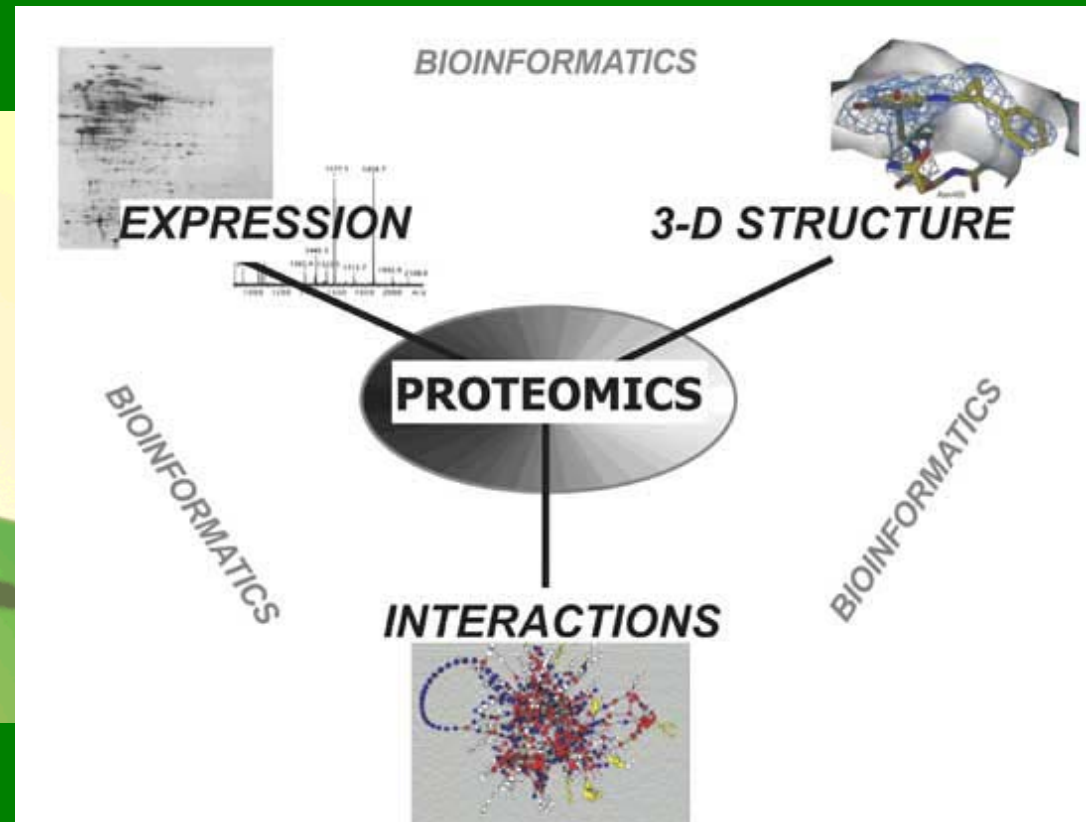 BIOINFORMATICS
EXPRESSION
3-D STRUCTURE
PROTEOMICS
BIOINFORMATICS
BIOINFORMATICS
INTERACTIONS